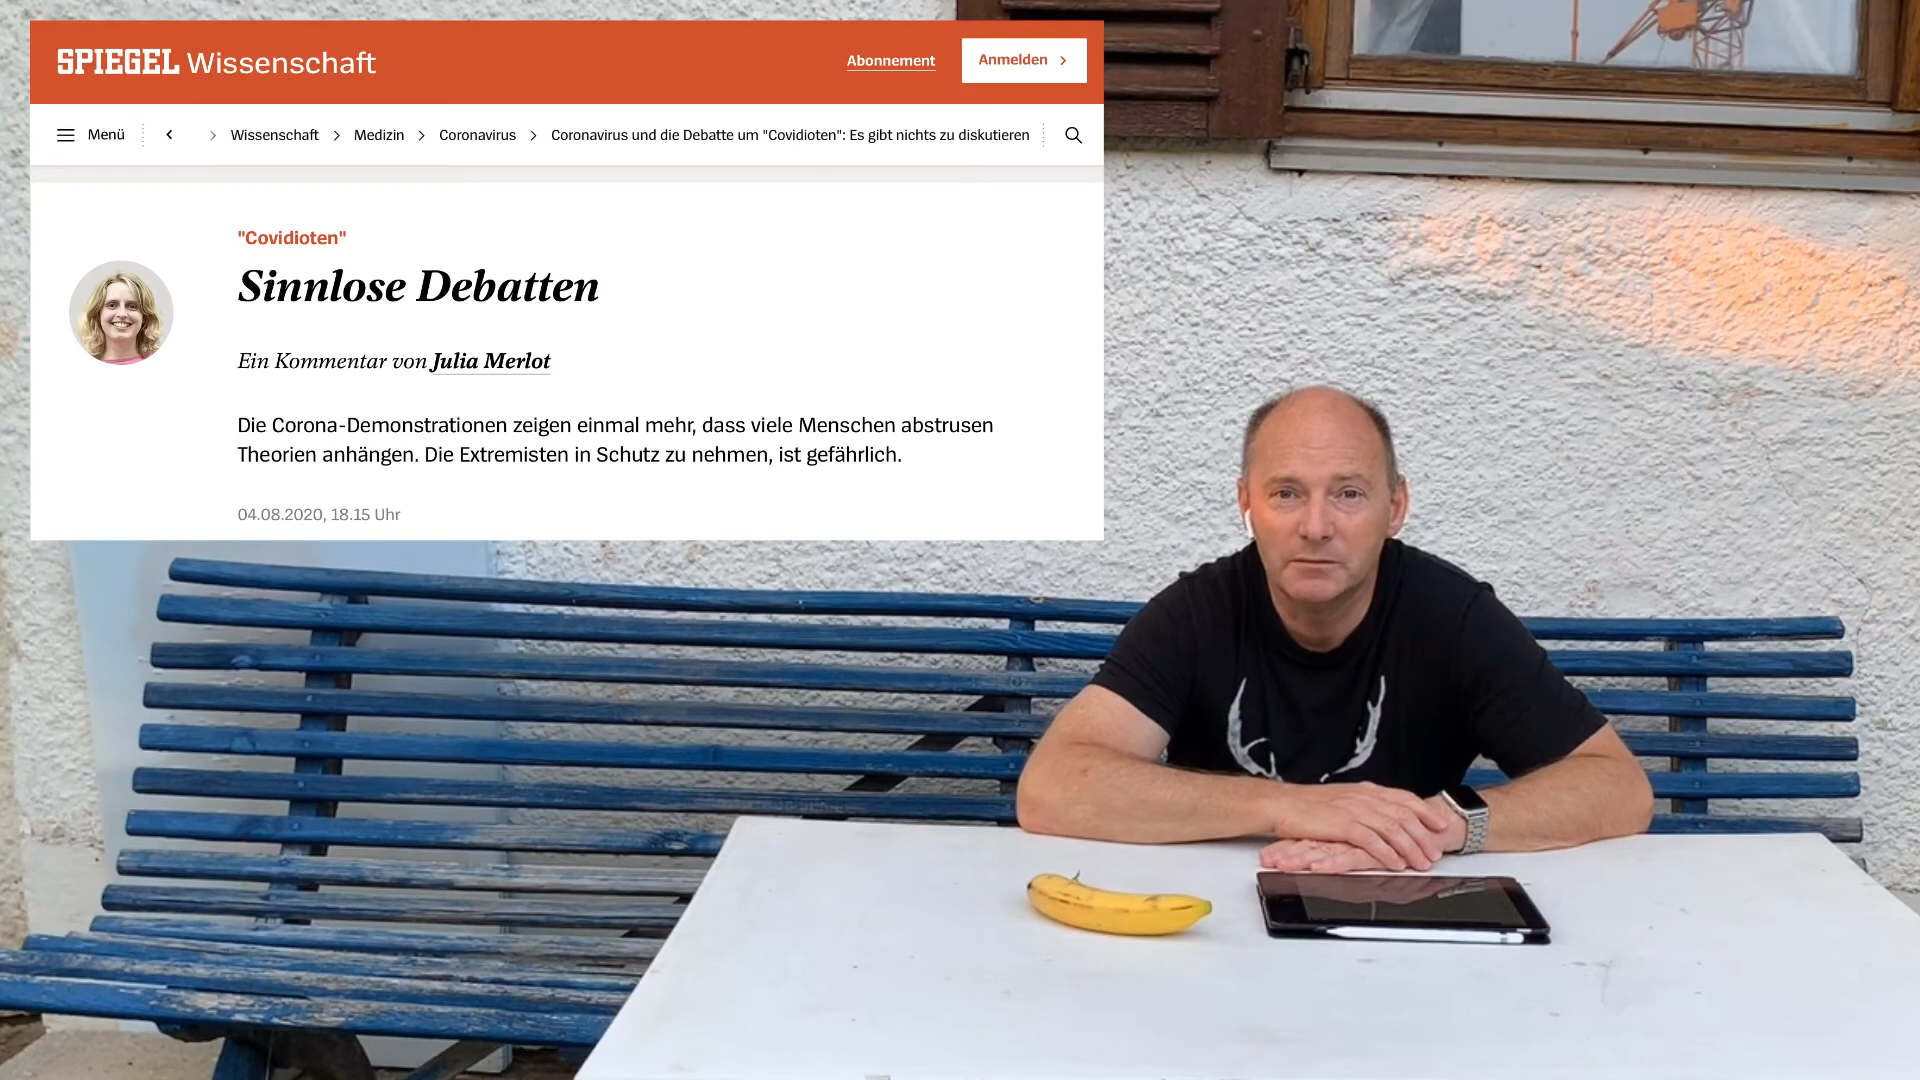 SPIEGEL Wissenschaft
Abonnement
Anmelden
Menü
Wissenschaft
Medizin
Coronavirus
Coronavirus und die Debatte um "Covidioten": Es gibt nichts zu diskutieren
"Covidioten"
Sinnlose Debatten
Ein Kommentar von Julia Merlot
Die Corona-Demonstrationen zeigen einmal mehr, dass viele Menschen abstrusen
Theorien anhängen. Die Extremisten in Schutz zu nehmen, ist gefährlich.
04.08.2020, 18.15 Uhr